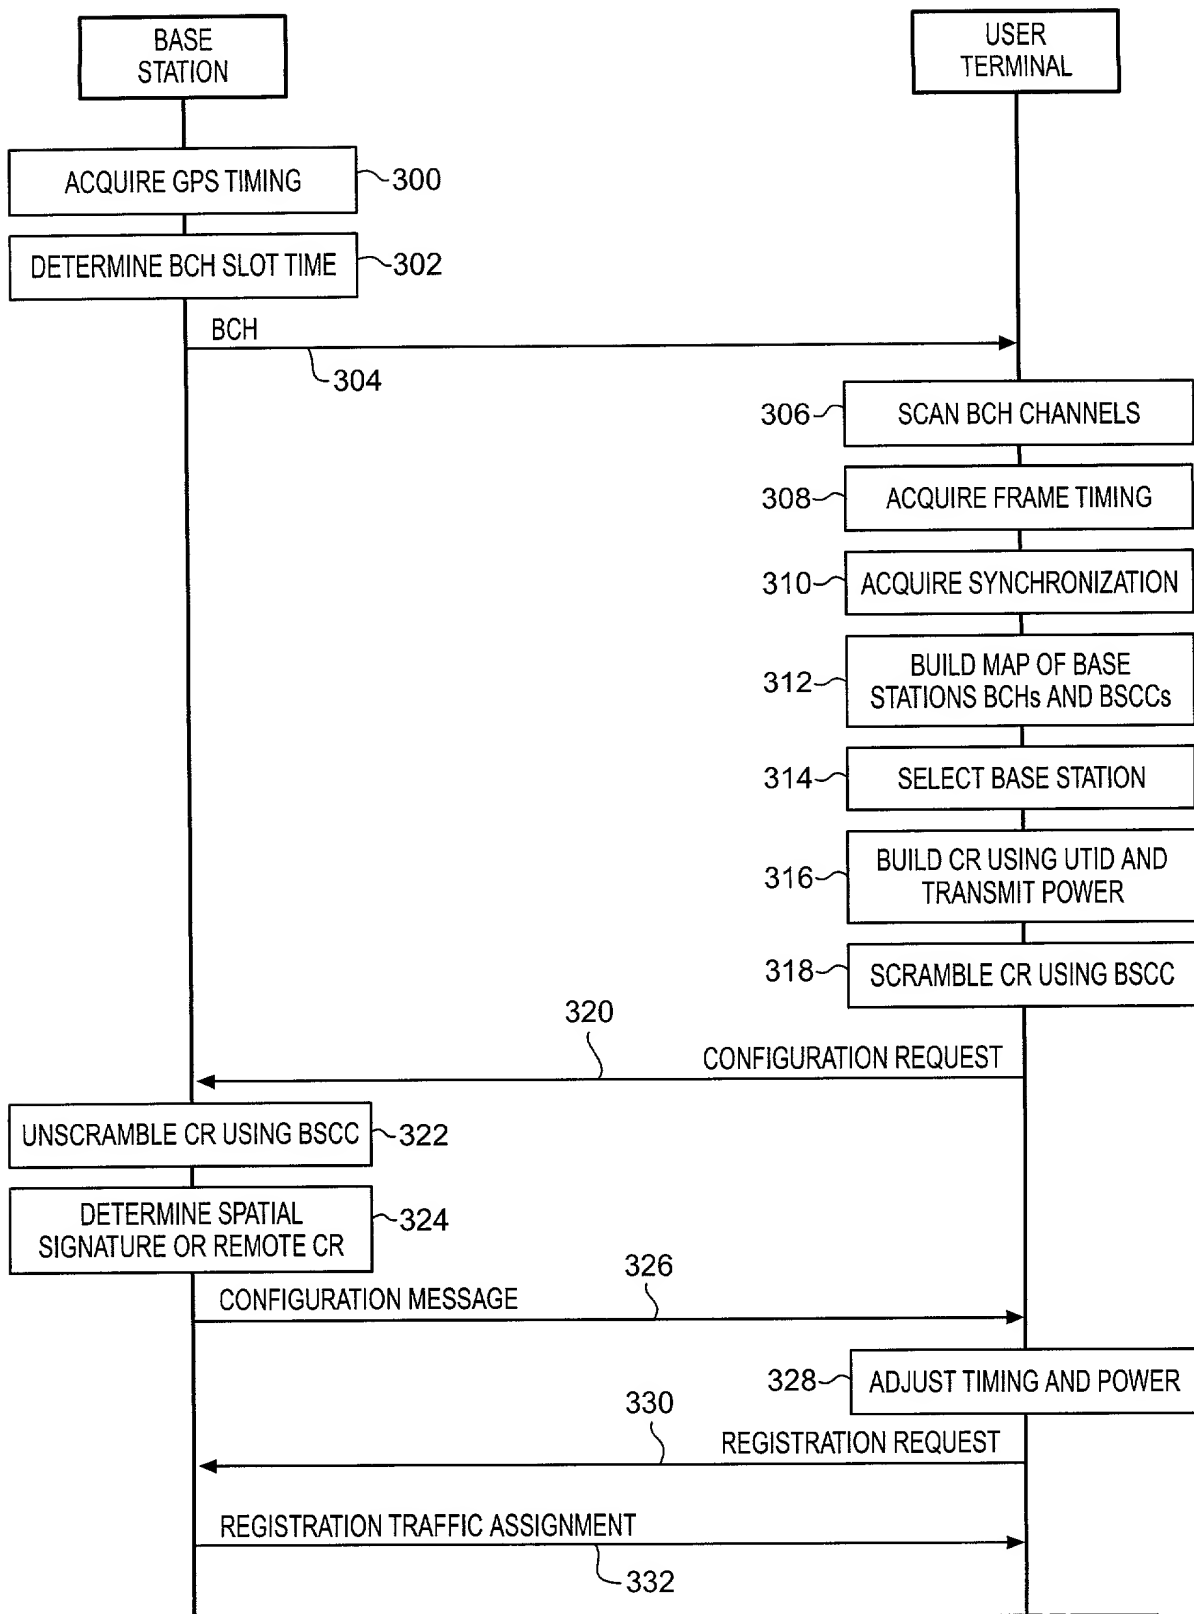 BASE
STATION
USER
TERMINAL
ACQUIRE GPS TIMING
300
DETERMINE BCH SLOT TIME
302
BCH
304
306
SCAN BCH CHANNELS
308
ACQUIRE FRAME TIMING
310
ACQUIRE SYNCHRONIZATION
312
BUILD MAP OF BASE
STATIONS BCHs AND BSCCs
314
SELECT BASE STATION
316
BUILD CR USING UTID AND
TRANSMIT POWER
318
SCRAMBLE CR USING BSCC
320
CONFIGURATION REQUEST
UNSCRAMBLE CR USING BSCC
322
DETERMINE SPATIAL
SIGNATURE OR REMOTE CR
324
326
CONFIGURATION MESSAGE
328
ADJUST TIMING AND POWER
330
REGISTRATION REQUEST
REGISTRATION TRAFFIC ASSIGNMENT
332